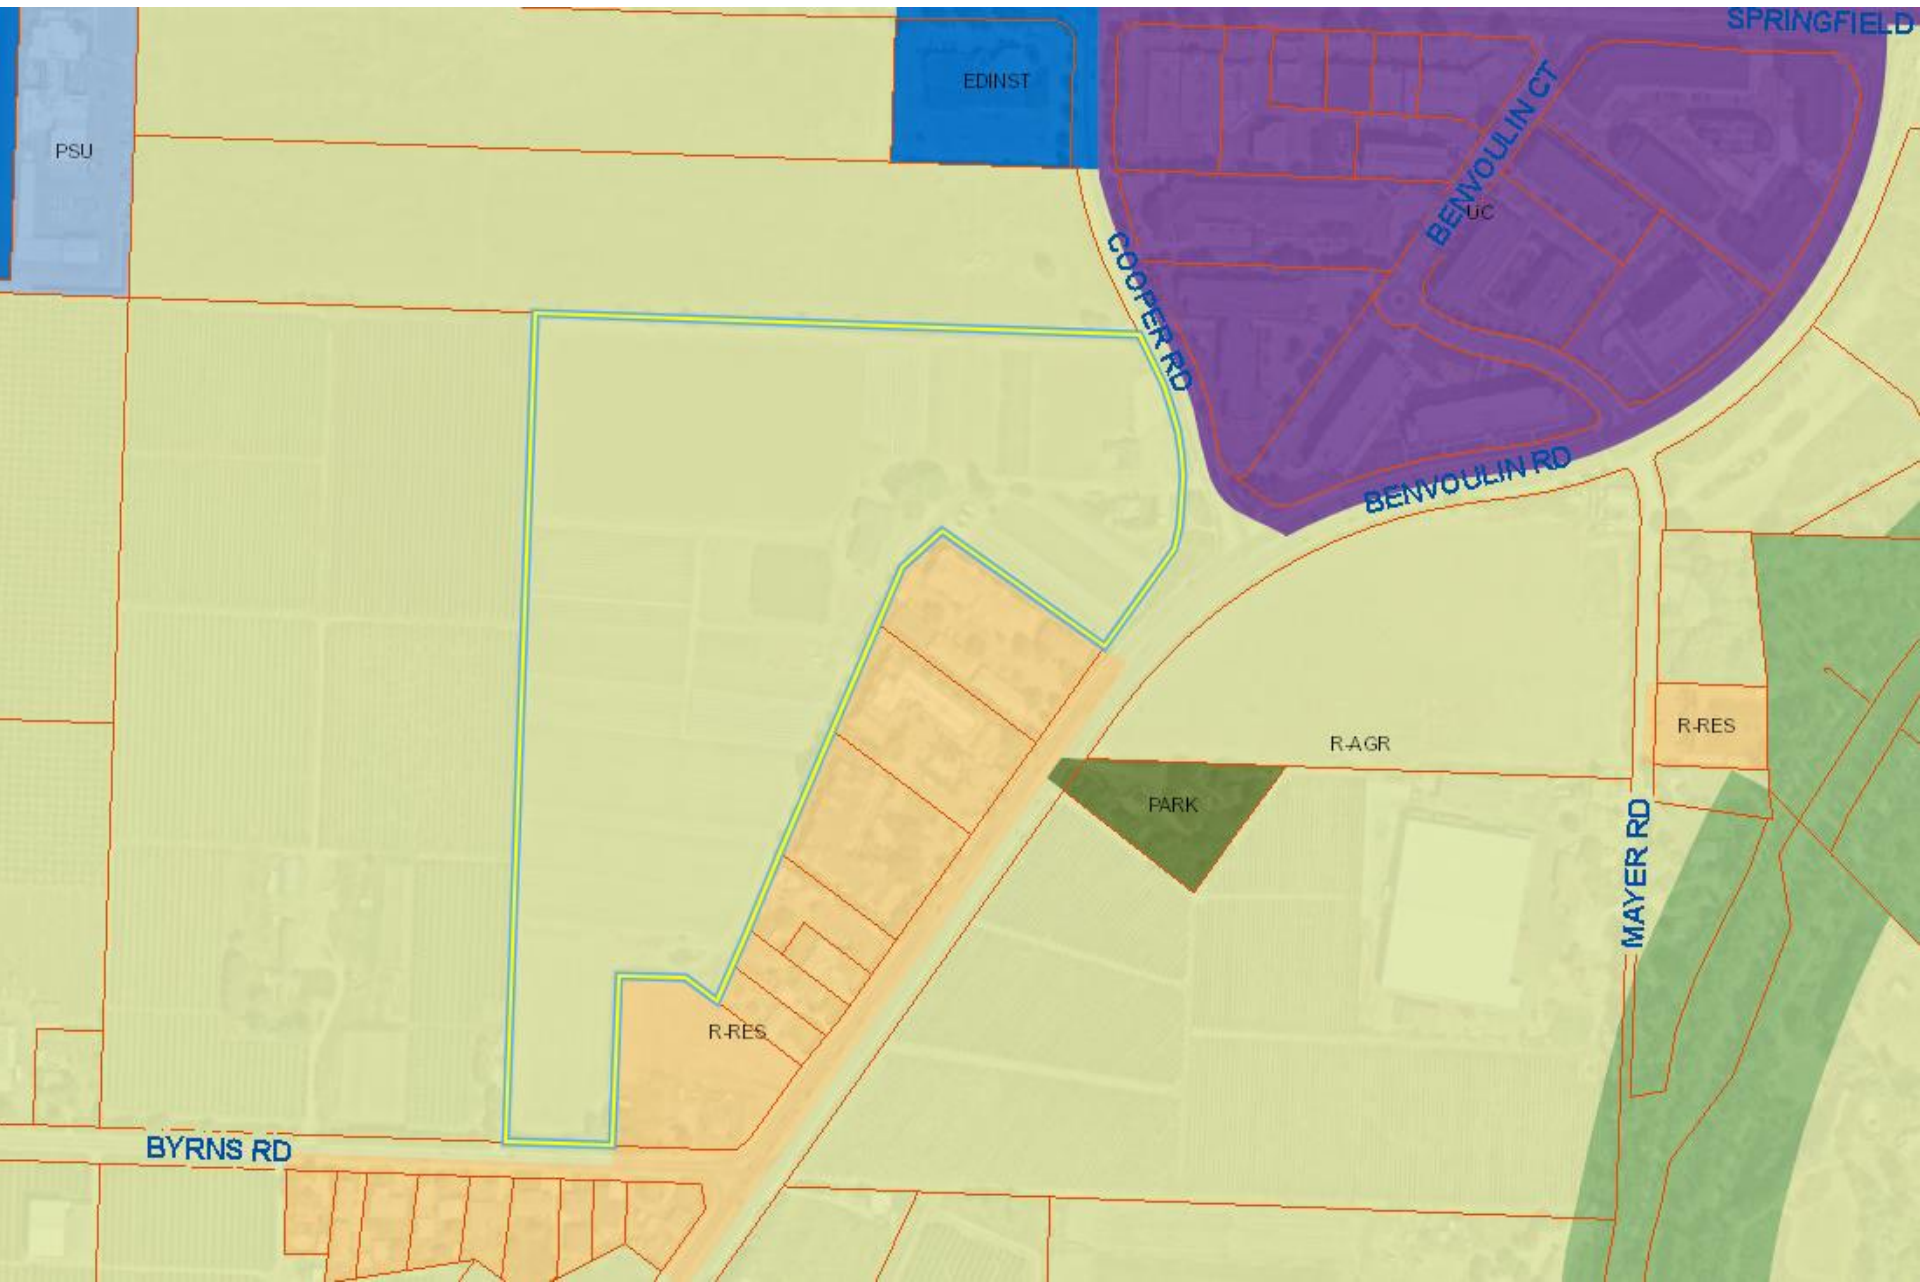 SPRINGFIELD
EDINST
PSU
BENVOULIN CT
UC
COOPER RD
BENVOULIN RD
R-RES
R-AGR
PARK
MAYER RD
R-RES
BYRNS RD